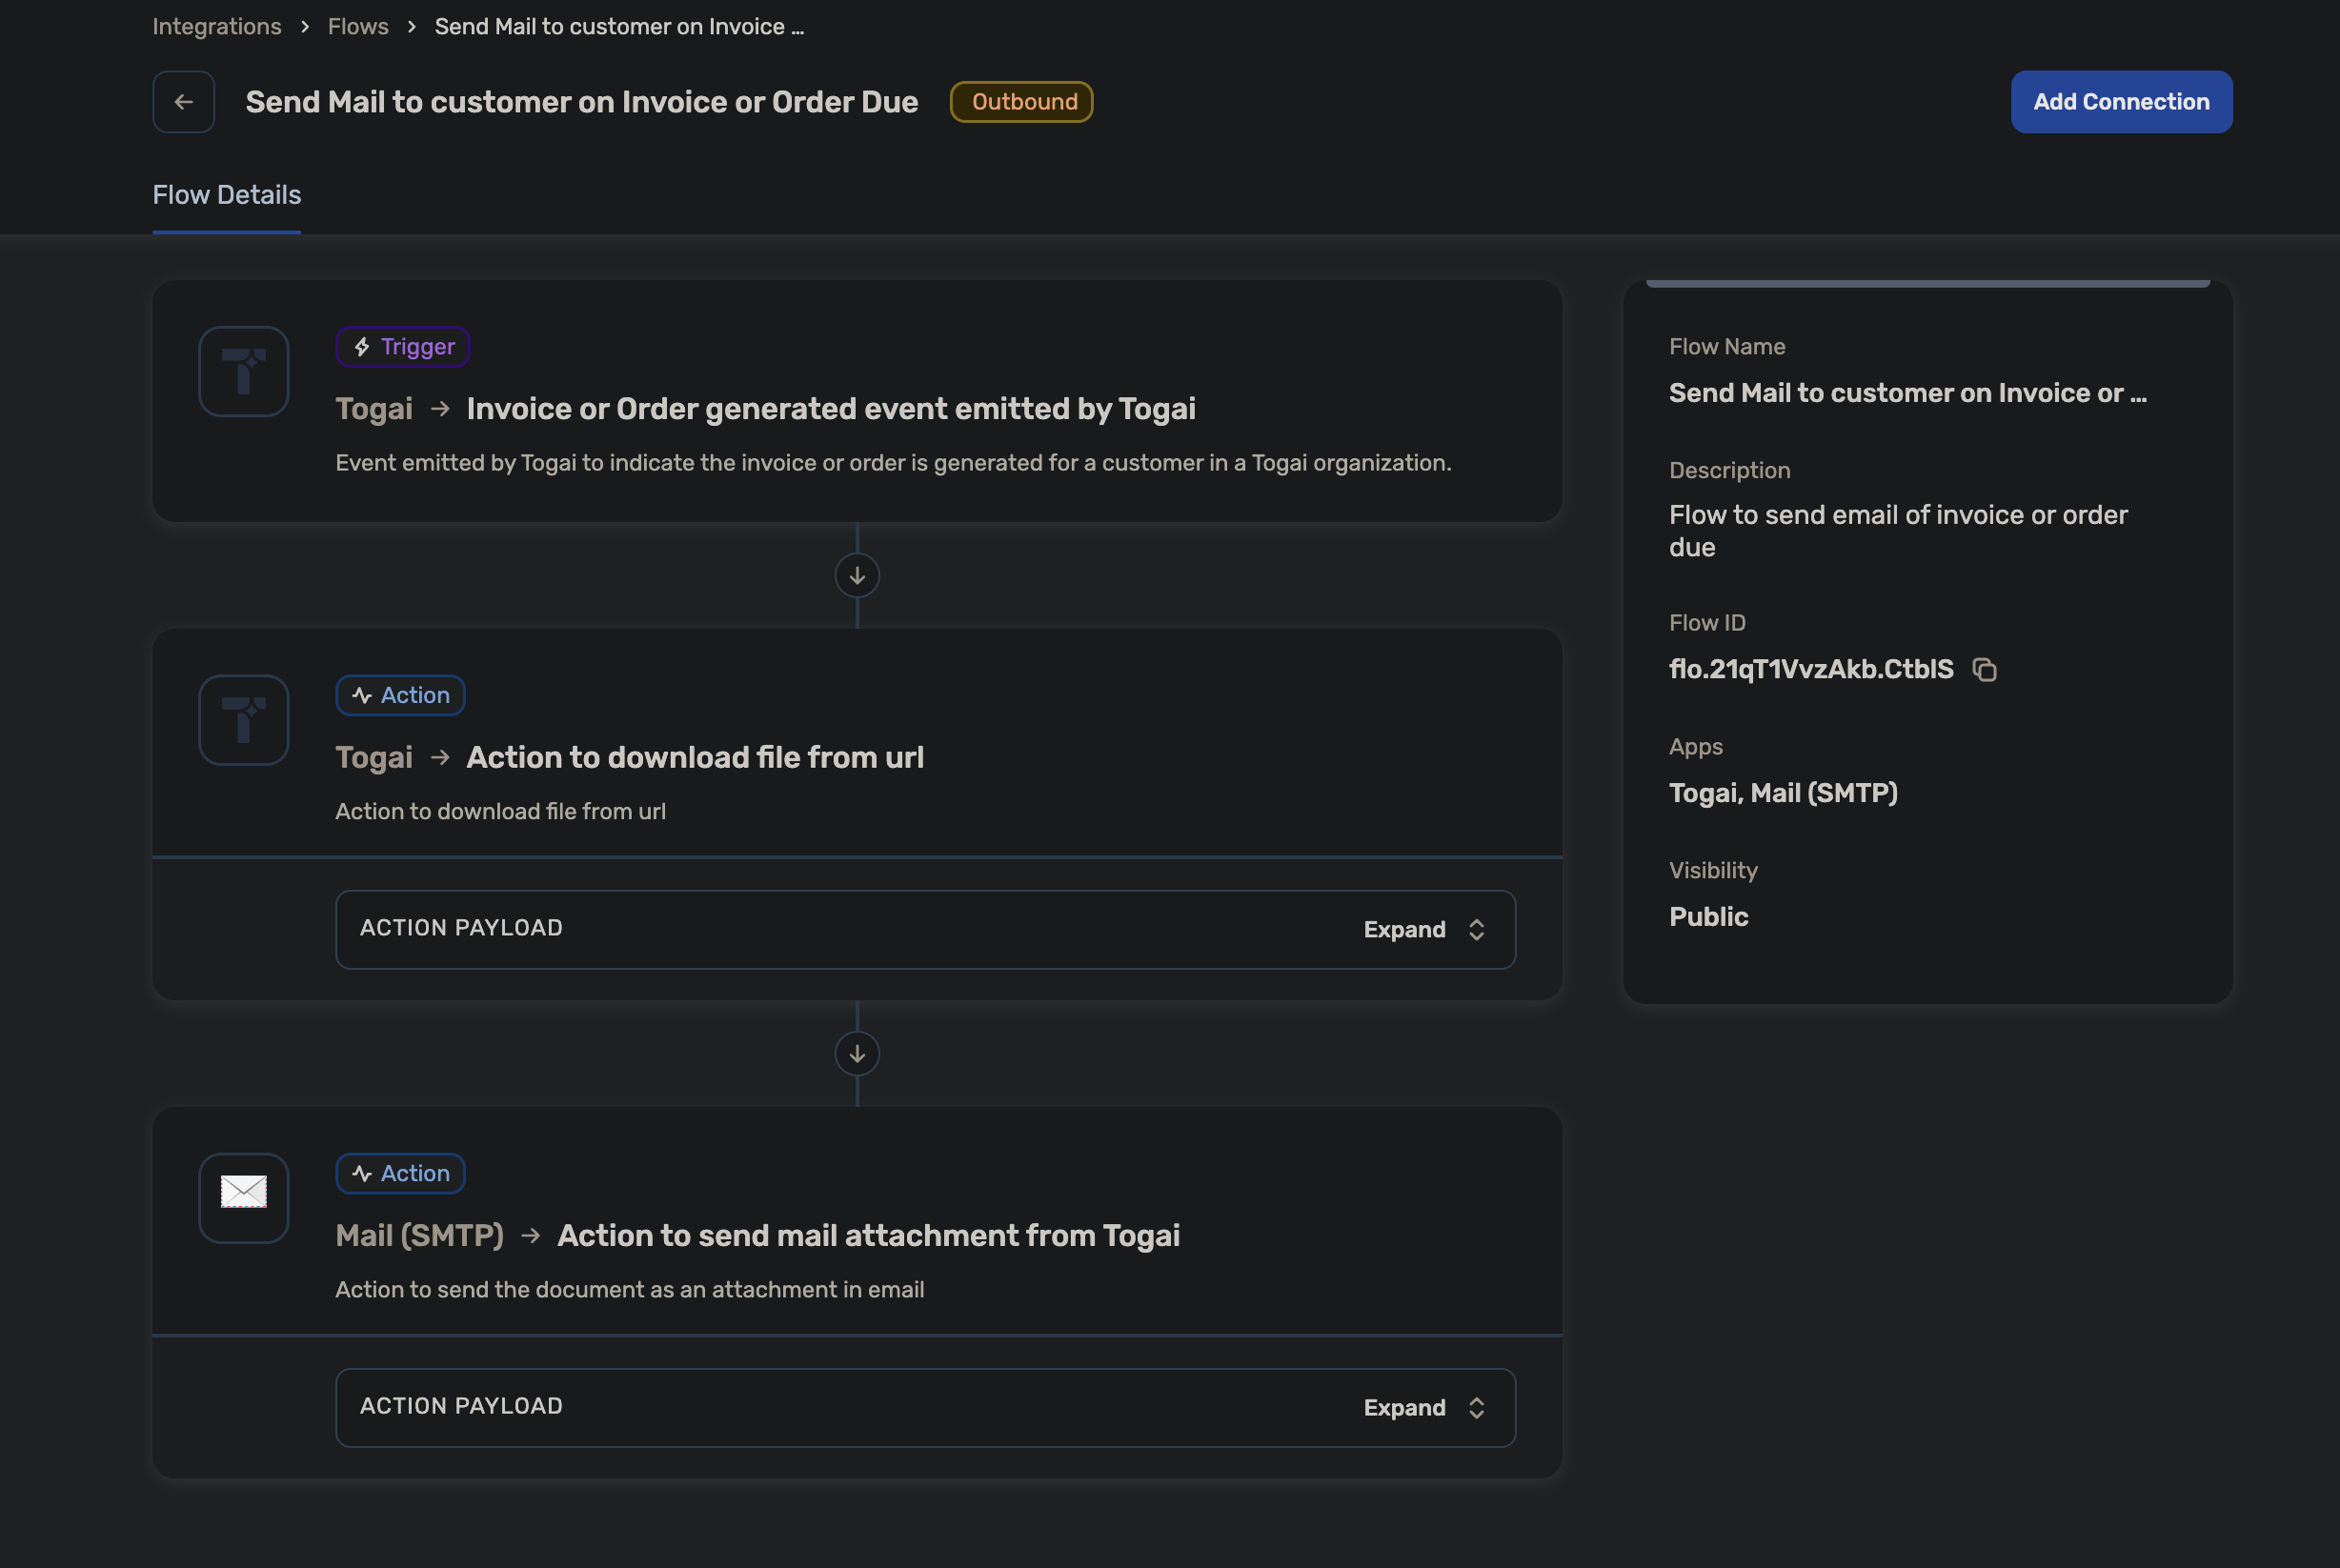 Integrations > Flows > Send Mail to customer on Invoice ...
Send Mail to customer on Invoice or Order Due
Outbound
Add Connection
Flow Details
Trigger
Togai → Invoice or Order generated event emitted by Togai
Event emitted by Togai to indicate the invoice or order is generated for a customer in a Togai organization.
Action
Togai → Action to download file from url
Action to download file from url
ACTION PAYLOAD
Expand
Action
Mail (SMTP) → Action to send mail attachment from Togai
Action to send the document as an attachment in email
ACTION PAYLOAD
Expand
Flow Name
Send Mail to customer on Invoice or ...
Description
Flow to send email of invoice or order
due
Flow ID
flo.21qT1VvzAkb.CtblS
Apps
Togai, Mail (SMTP)
Visibility
Public